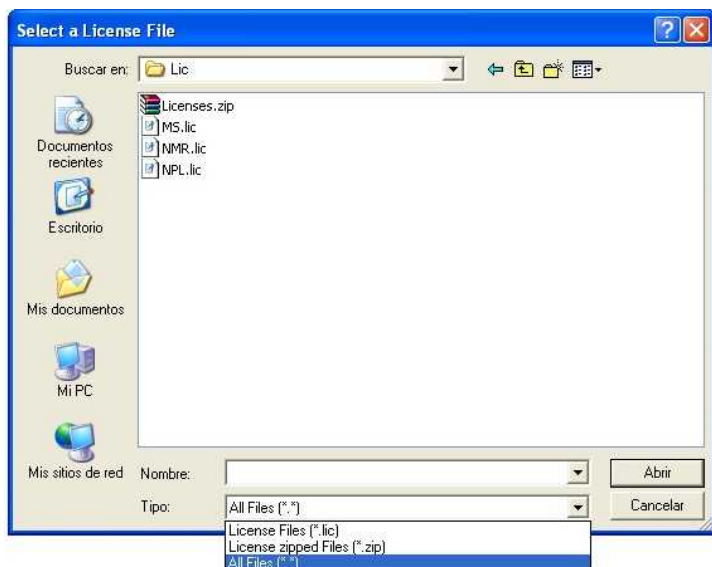 Select a License File
Buscar en: Lic
Licenses.zip
MS.lic
NMR.lic
NPL.lic
Documentos
recientes
Escritorio
Mis documentos
Mi PC
Mis sitios de red
Nombre:
Abrir
Tipo: All Files (*.*)
Cancelar
License Files (*.lic)
License zipped Files (*.zip)
All Files (*.*)